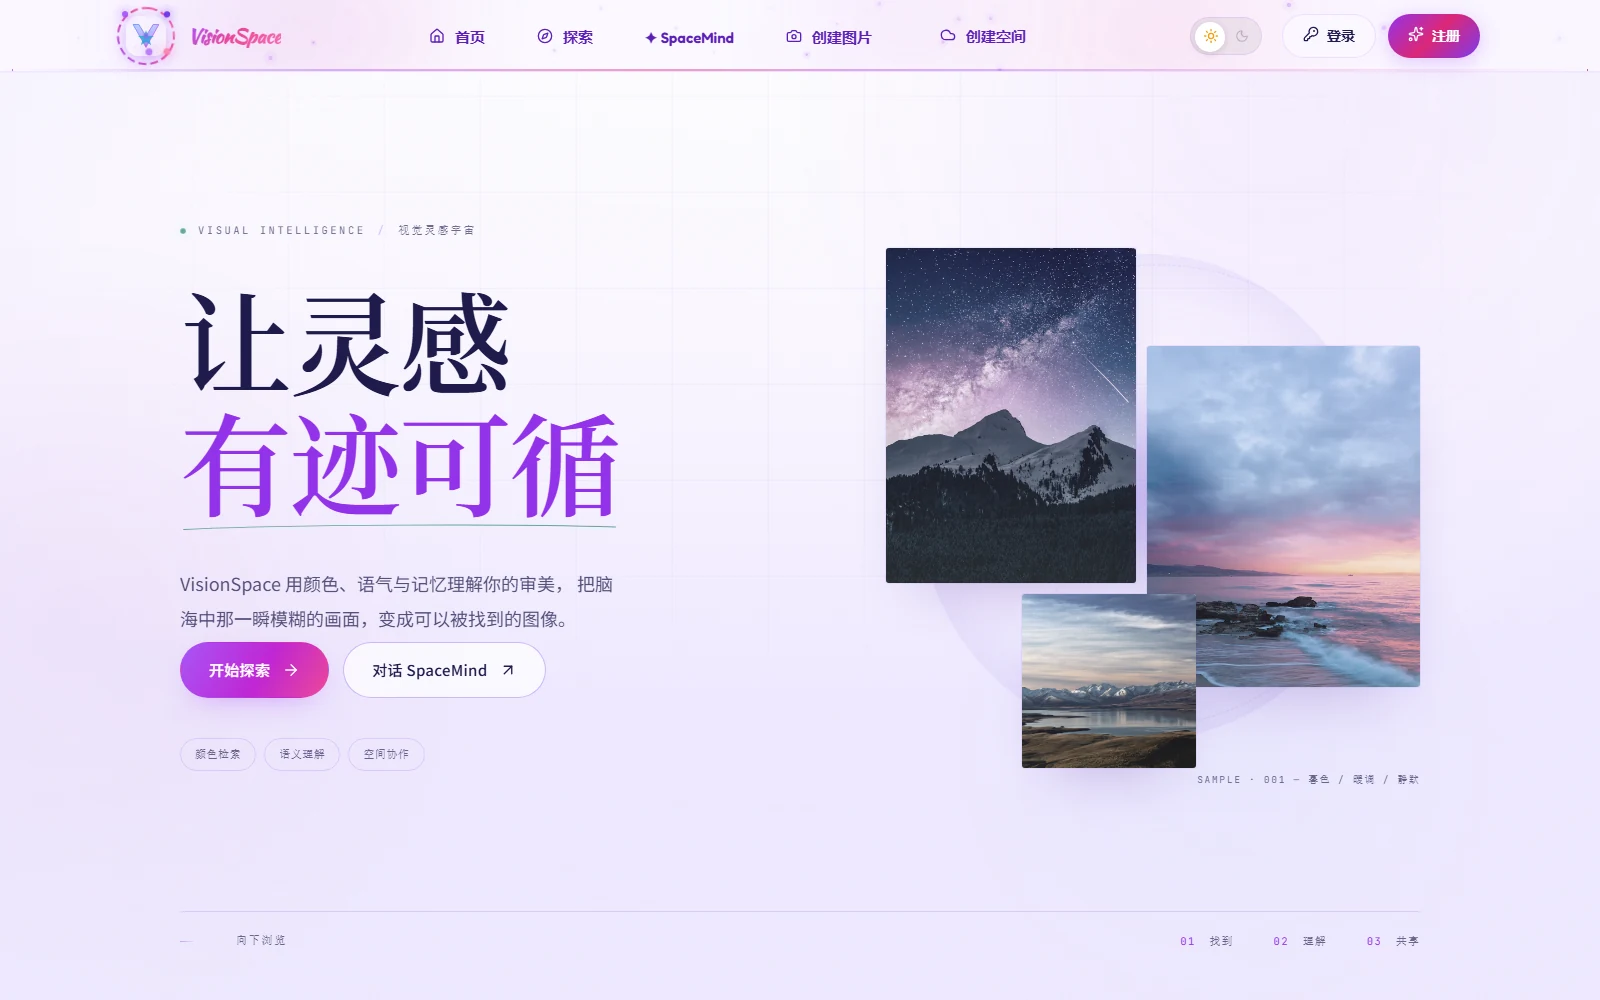 VisionSpace
首页
探索
SpaceMind
创建图片
创建空间
登录
注册
VISUAL INTELLIGENCE / 视觉灵感宇宙
让灵感
有迹可循
VisionSpace 用颜色、语气与记忆理解你的审美， 把脑
海中那一瞬模糊的画面，变成可以被找到的图像。
开始探索
对话 SpaceMind
颜色检索
语义理解
空间协作
SAMPLE · 001 — 暮色 / 暖调 / 静默
向下浏览
01 找到
02 理解
03 共享